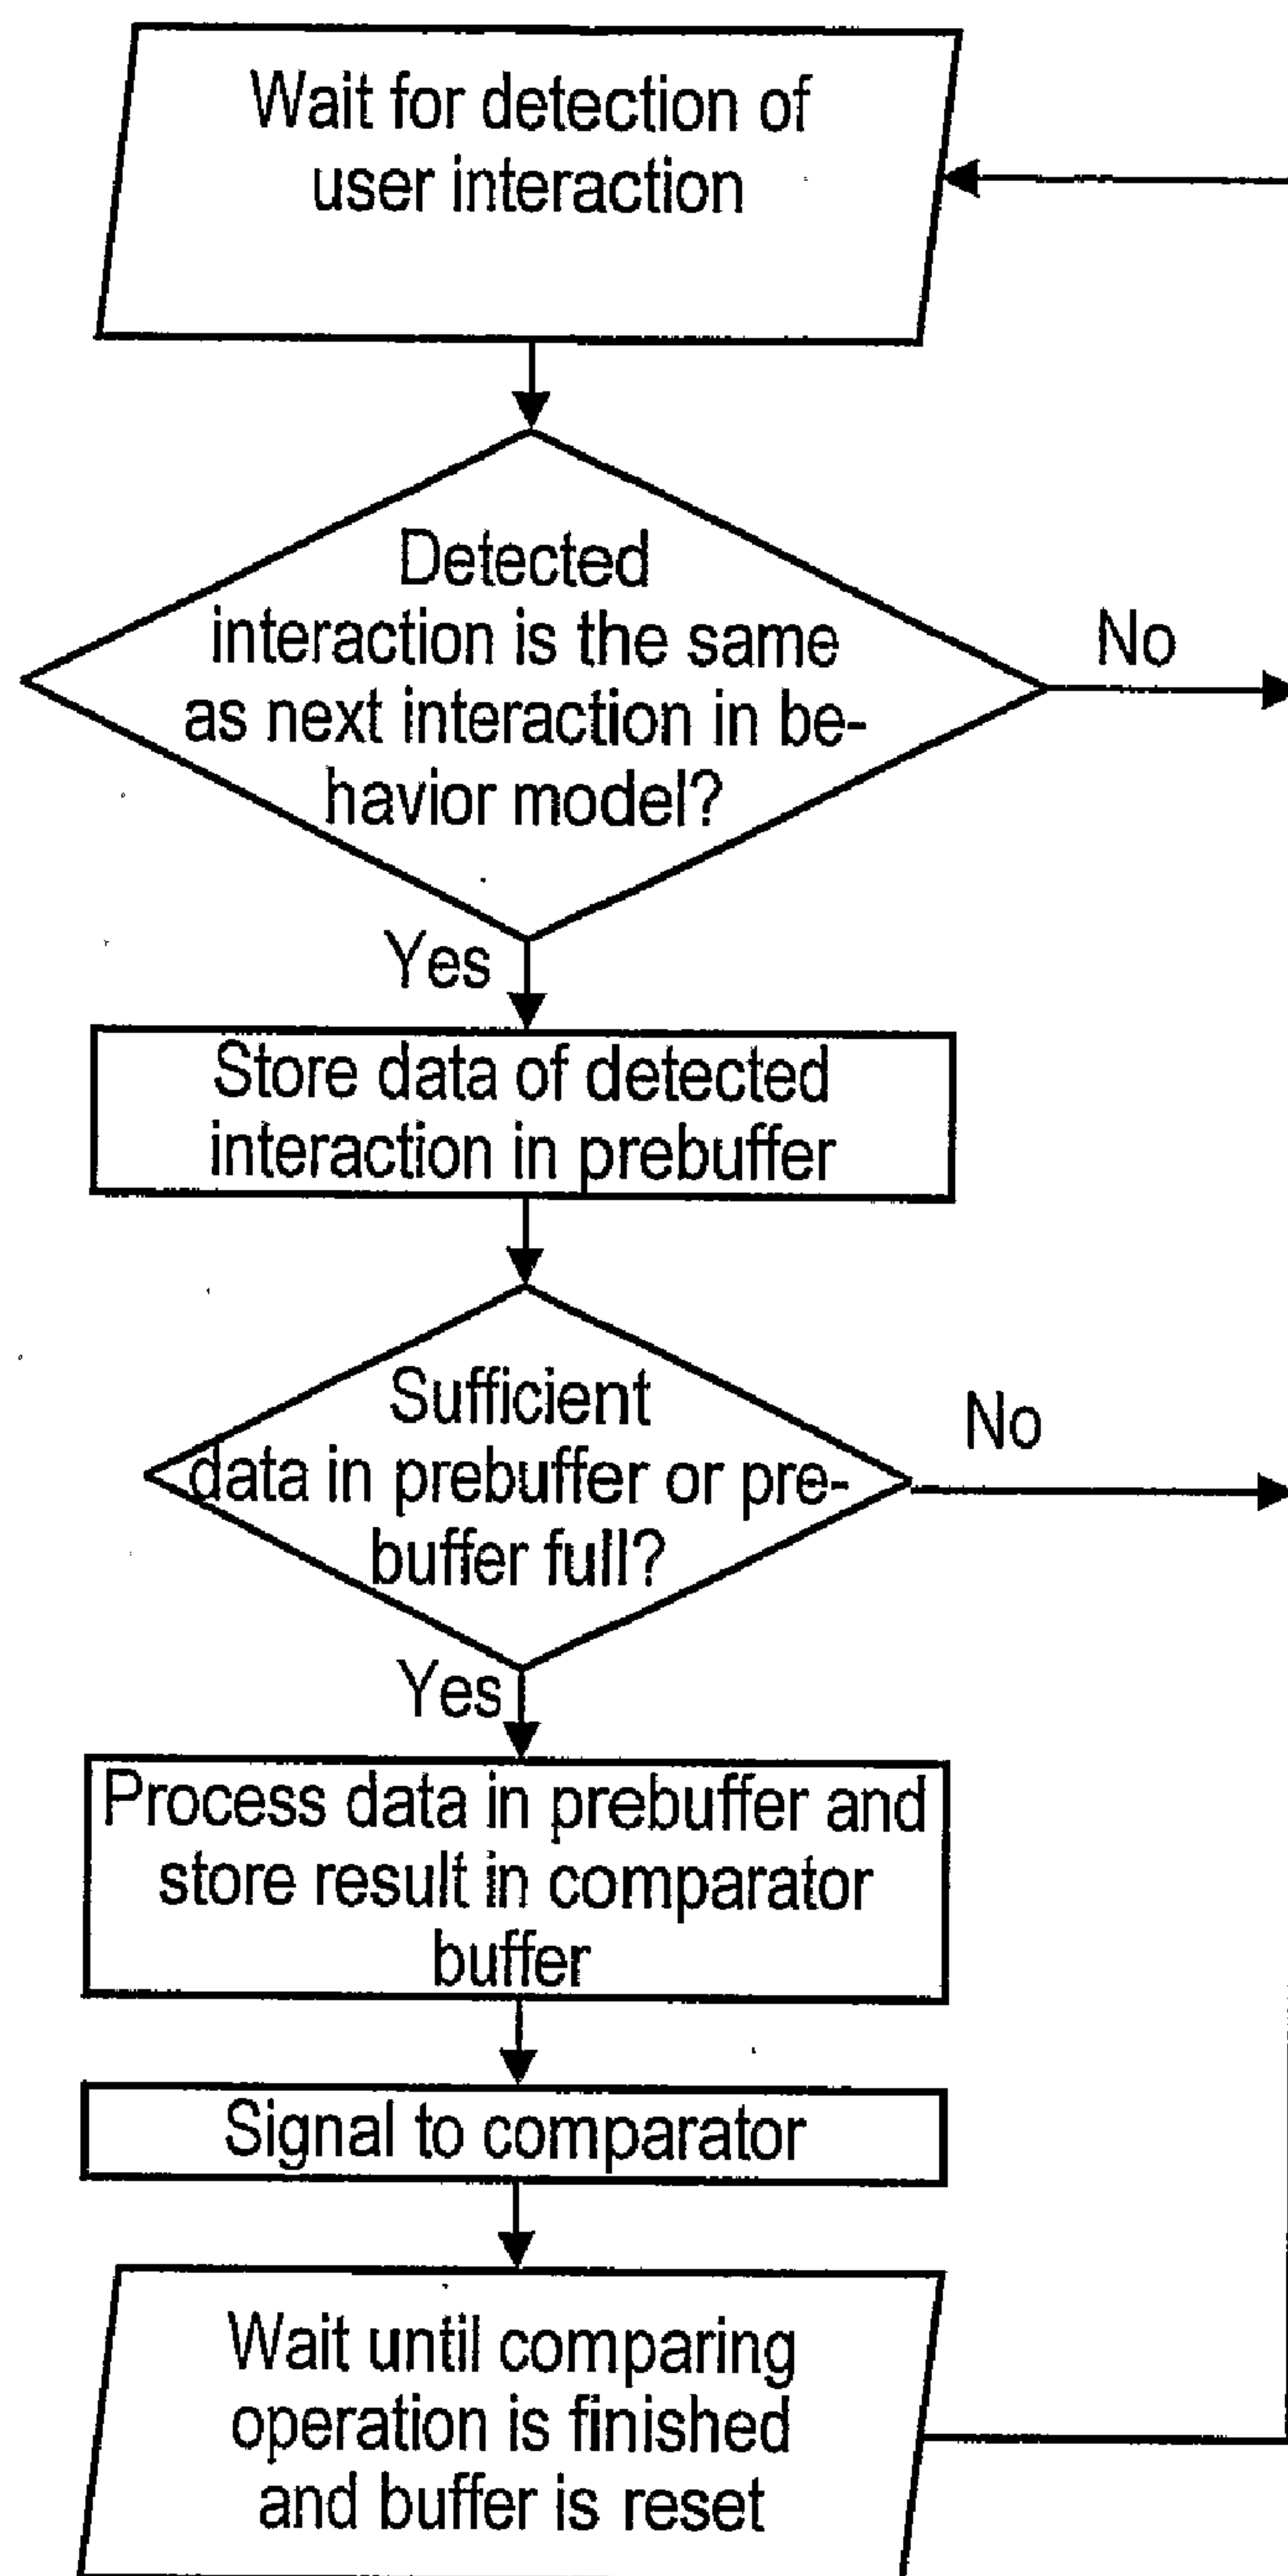 Wait for detection of
user interaction
Detected
interaction is the same
as next interaction in be-
havior model?
No
Yes
Store data of detected
interaction in prebuffer
Sufficient
data in prebuffer or pre-
buffer full?
No
Yes
Process data in prebuffer and
store result in comparator
buffer
Signal to comparator
Wait until comparing
operation is finished
and buffer is reset